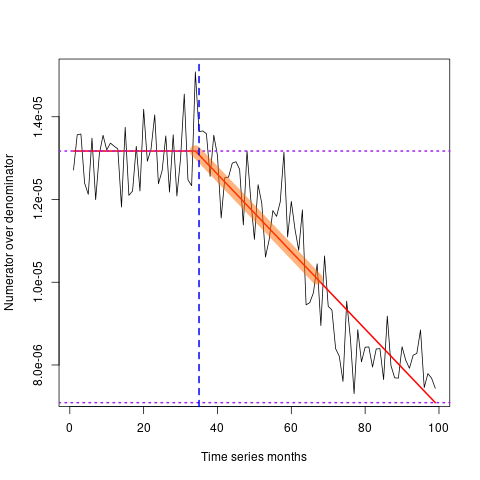 Numerator over denominator
1.4e-05
1.2e-05
1.0e-05
8.0e-06
0 20 40 60 80 100
Time series months